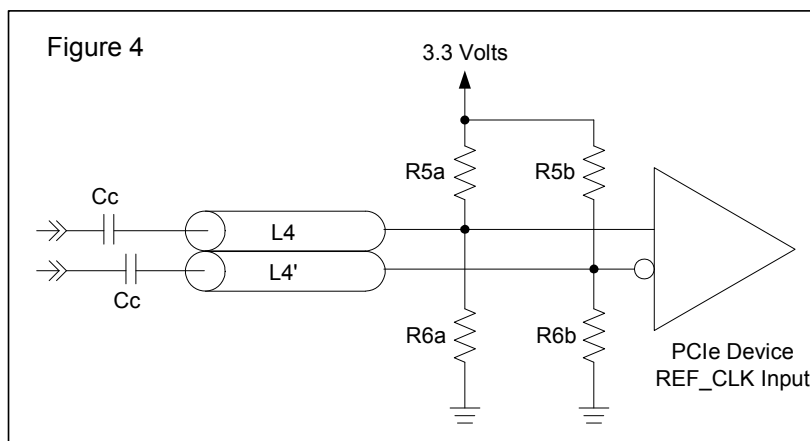 Figure 4
3.3 Volts
R5a
R5b
Cc
L4
L4'
Cc
R6a
R6b
PCIe Device
REF_CLK Input